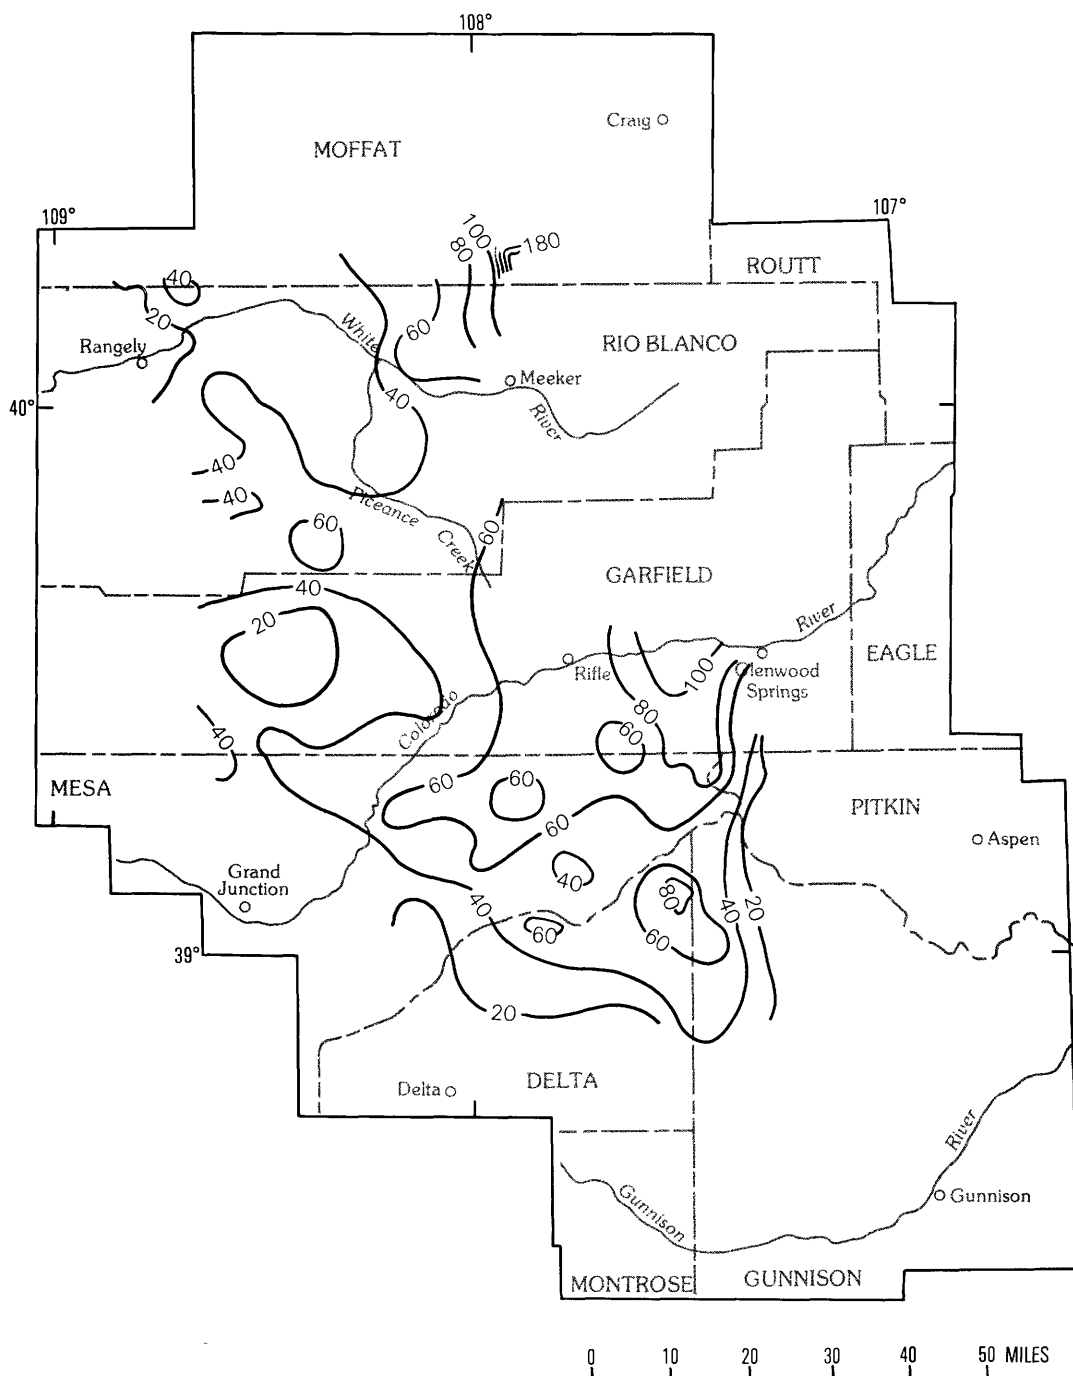 108°
Craig
MOFFAT
109°
107°
100
80
180
ROUTT
40
20
White
60
RIO BLANCO
Rangely
Meeker
40°
40
River
40
40
Piceance
60
60
Creek
GARFIELD
40
20
River
EAGLE
Rifle
100
Glenwood
Springs
80
Colorado
40
60
MESA
60
PITKIN
60
Aspen
Grand
Junction
40
80
40
40
20
60
60
39°
20
Delta
DELTA
River
Gunnison
Gunnison
MONTROSE
GUNNISON
0 10 20 30 40 50 MILES